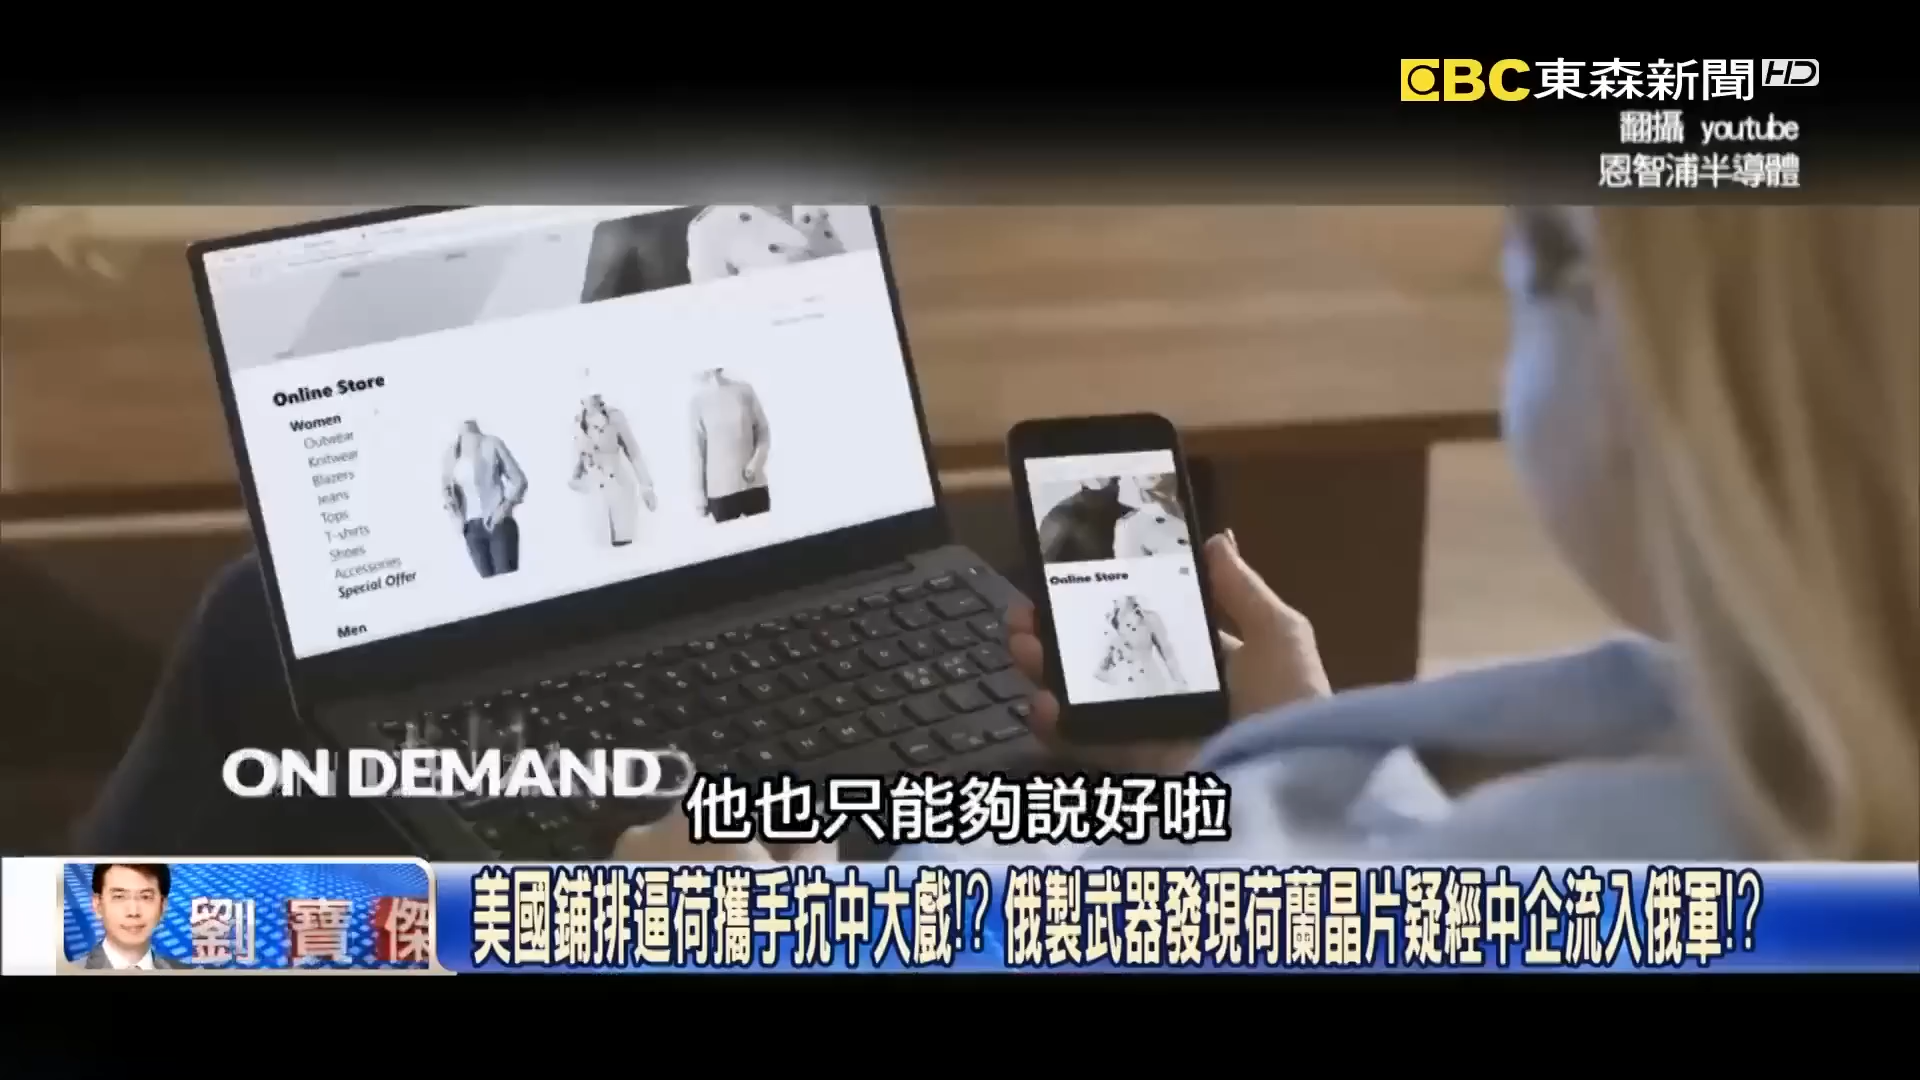 EBC東森新聞HD
翻攝 youtube
恩智浦半導體
Online Store
Women
Outwear
Knitwear
Blazers
Jeans
Tops
T-shirts
Shoes
Accessories
Special Offer
Men
Online Store
ON DEMAND
他也只能夠説好啦
劉寶傑
美國鋪排逼荷攜手抗中大戲!? 俄製武器發現荷蘭晶片疑經中企流入俄軍!?